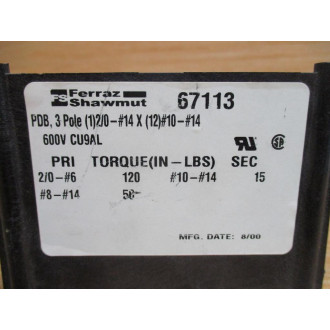 FS Ferraz Shawmut 67113
PDB, 3 Pole (1)2/0-#14 X (12)#10-#14
600V CU9AL
PRI TORQUE(IN-LBS) SEC
2/0-#6 120 #10-#14 15
#8-#14
MFG. DATE: 8/00